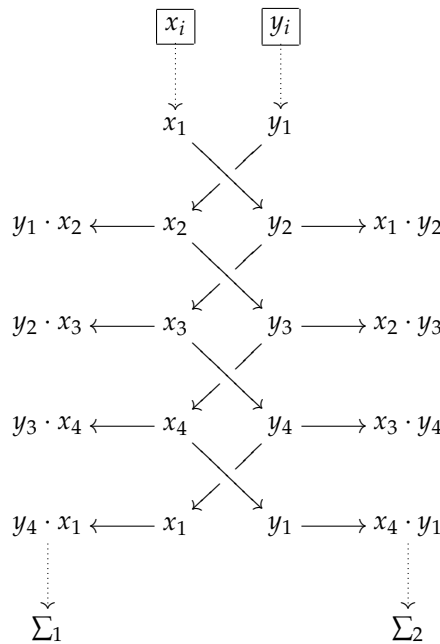 x_i y_i
x_1 y_1
y_1 · x_2 x_2 y_2 x_1 · y_2
y_2 · x_3 x_3 y_3 x_2 · y_3
y_3 · x_4 x_4 y_4 x_3 · y_4
y_4 · x_1 x_1 y_1 x_4 · y_1
Σ_1 Σ_2